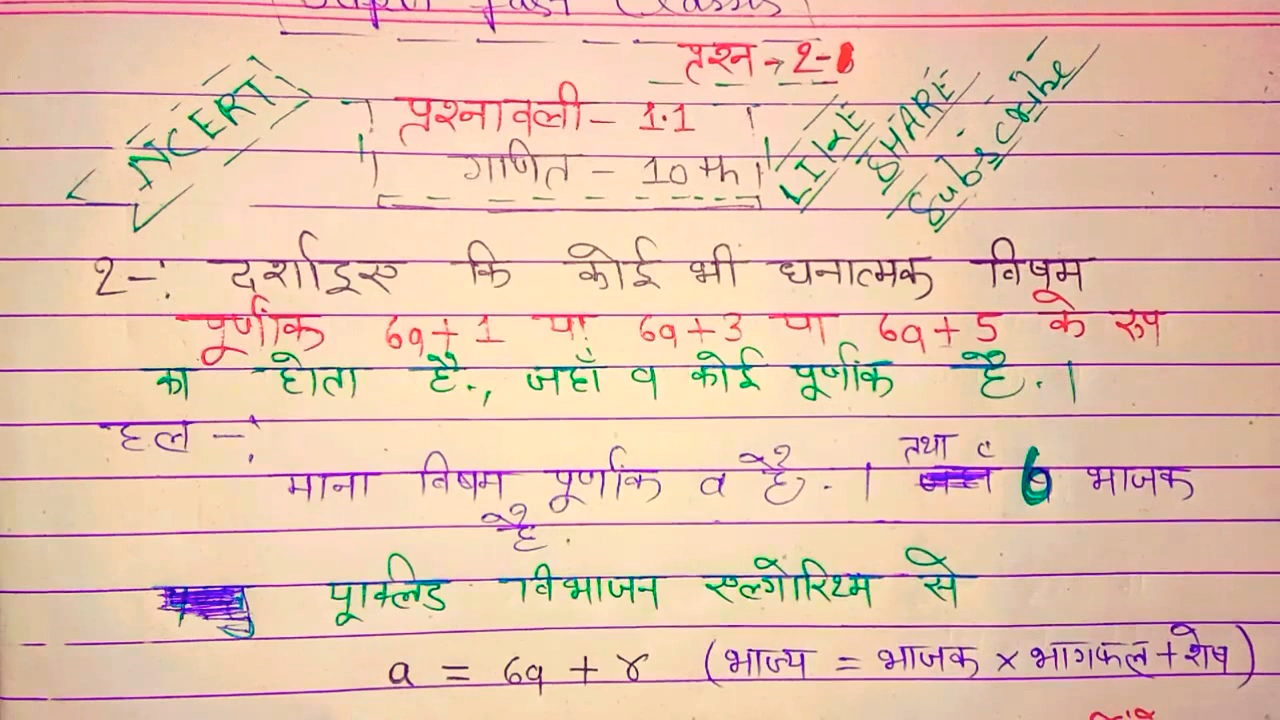 प्रश्न → 2-
NCERT
प्रश्नावली - 1.1
गणित - 10th
LIKE
SHARE
Subscribe
2-: दर्शाइए कि कोई भी धनात्मक विषम
पूर्णांक 6q+1 या 6q+3 या 6q+5 के रुप
का होता है., जहाँ व कोई पूर्णांक है.।
हल -:
माना विषम पूर्णांक व है.। तथा 6 भाजक
है.
यूक्लिड विभाजन एल्गोरिथ्म से
a = 6q + r (भाज्य = भाजक × भागफल + शेष)